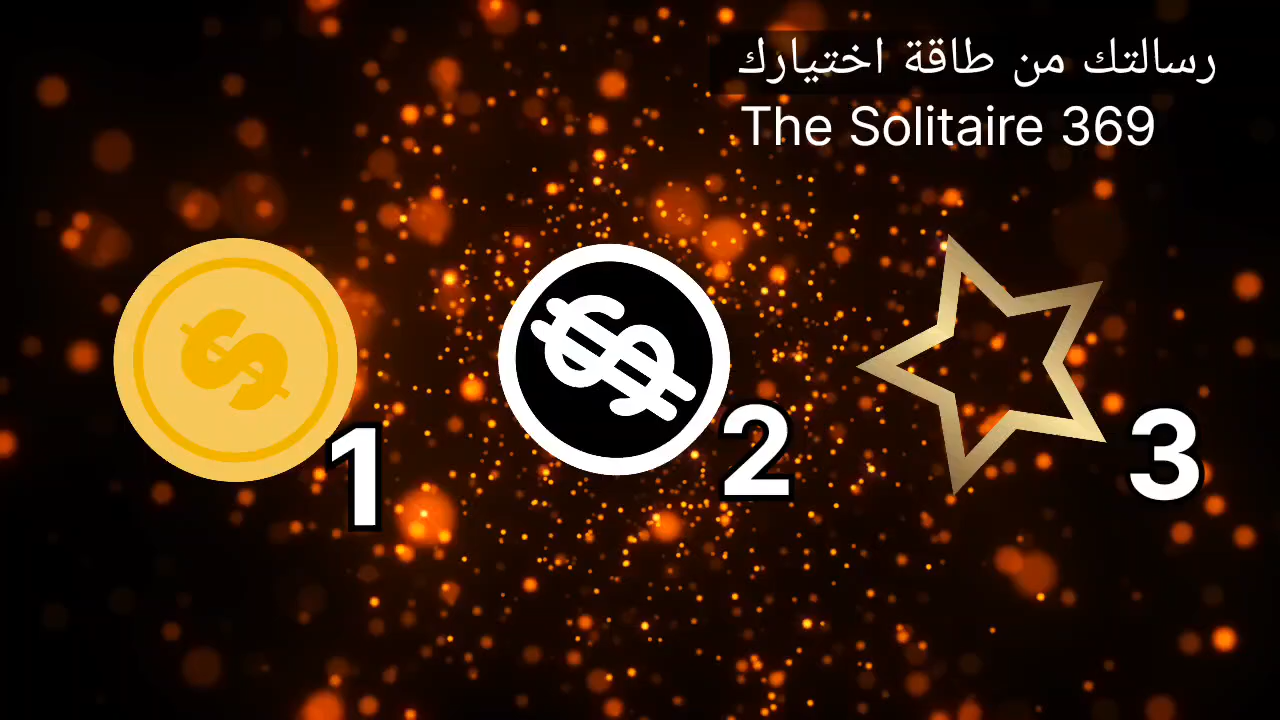 رسالتك من طاقة اختيارك
The Solitaire 369
$
1
$
2
3